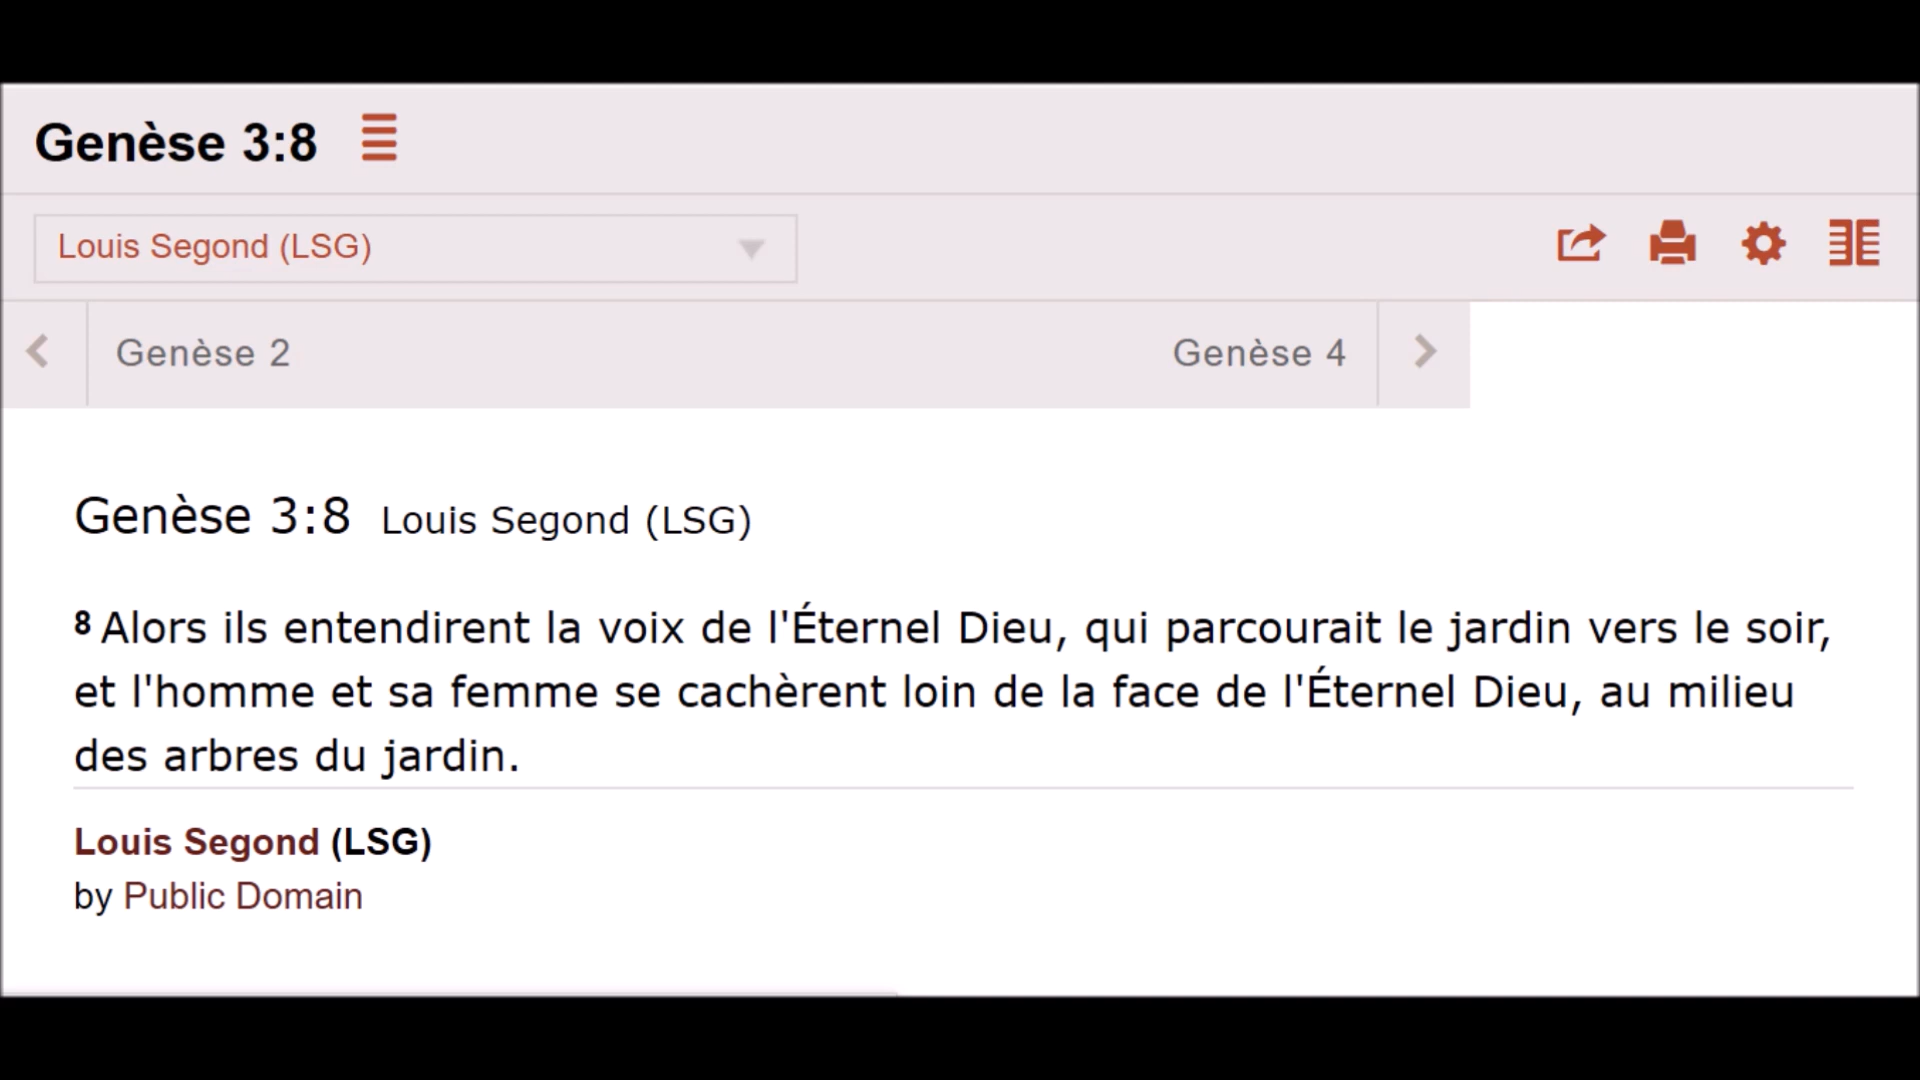 Genèse 3:8
Louis Segond (LSG)
Genèse 2
Genèse 4
Genèse 3:8 Louis Segond (LSG)
8 Alors ils entendirent la voix de l'Éternel Dieu, qui parcourait le jardin vers le soir,
et l'homme et sa femme se cachèrent loin de la face de l'Éternel Dieu, au milieu
des arbres du jardin.
Louis Segond (LSG)
by Public Domain